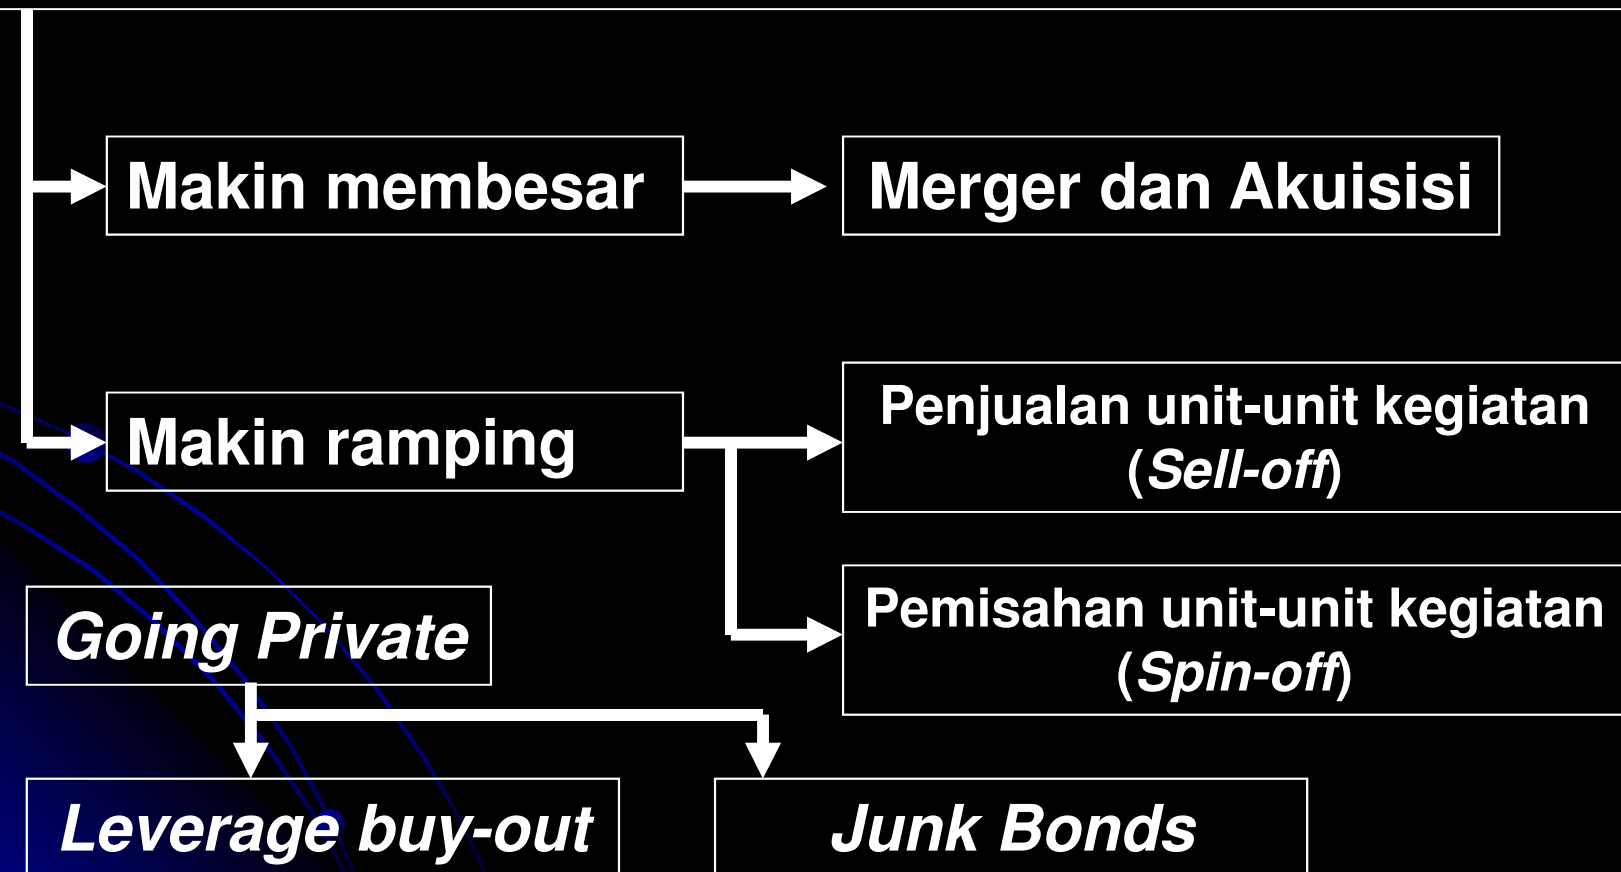 Makin membesar
Merger dan Akuisisi
Makin ramping
Penjualan unit-unit kegiatan
(Sell-off)
Pemisahan unit-unit kegiatan
(Spin-off)
Going Private
Leverage buy-out
Junk Bonds